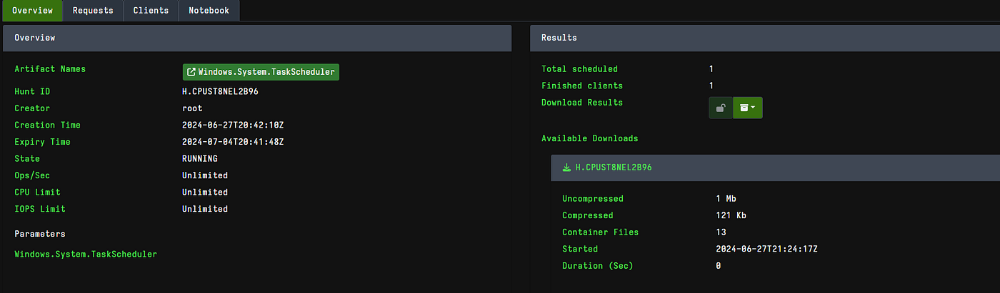 Overview Requests Clients Notebook
Overview
Artifact Names Windows.System.TaskScheduler
Hunt ID H.CPUST8NEL2B96
Creator root
Creation Time 2024-06-27T20:42:10Z
Expiry Time 2024-07-04T20:41:48Z
State RUNNING
Ops/Sec Unlimited
CPU Limit Unlimited
IOPS Limit Unlimited
Parameters
Windows.System.TaskScheduler
Results
Total scheduled 1
Finished clients 1
Download Results
Available Downloads
H.CPUST8NEL2B96
Uncompressed 1 Mb
Compressed 121 Kb
Container Files 13
Started 2024-06-27T21:24:17Z
Duration (Sec) 0